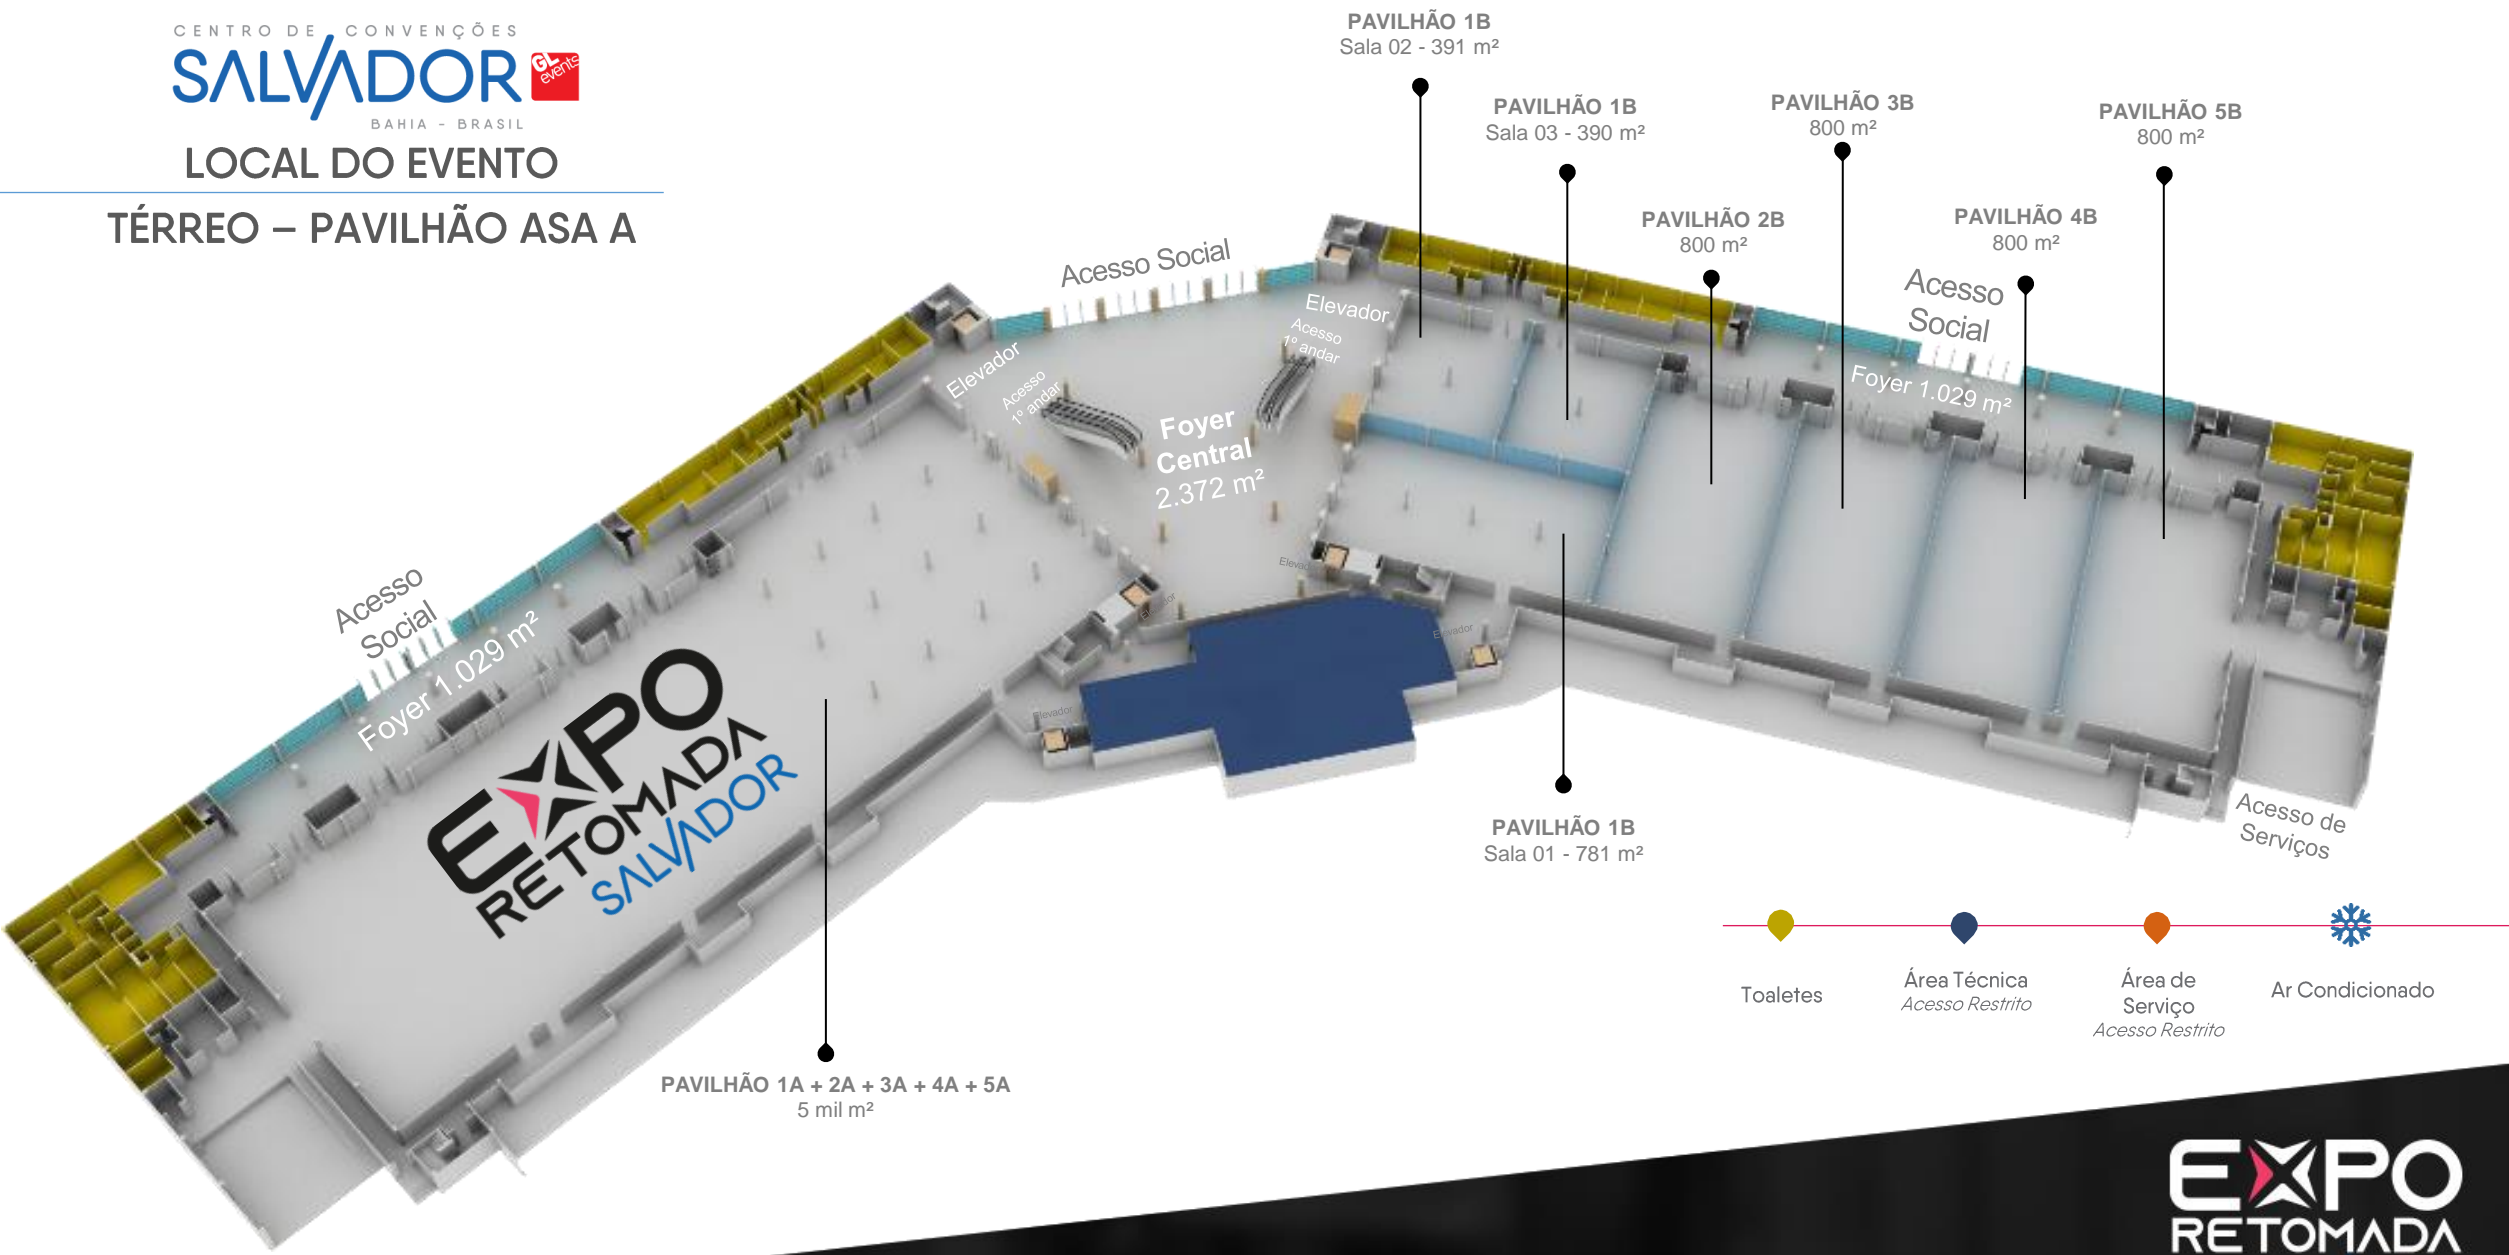 CENTRO DE CONVENÇÕES
SALVADOR
GL events
BAHIA - BRASIL
LOCAL DO EVENTO
TÉRREO – PAVILHÃO ASA A
PAVILHÃO 1B
Sala 02 - 391 m²
PAVILHÃO 1B
Sala 03 - 390 m²
PAVILHÃO 3B
800 m²
PAVILHÃO 5B
800 m²
PAVILHÃO 2B
800 m²
PAVILHÃO 4B
800 m²
Acesso Social
Acesso
Social
Elevador
Acesso
1º andar
Elevador
Acesso
1º andar
Foyer 1.029 m²
Foyer
Central
2.372 m²
Elevador
Elevador
Elevador
Elevador
Acesso
Social
Foyer 1.029 m²
EXPO
RETOMADA
SALVADOR
PAVILHÃO 1B
Sala 01 - 781 m²
Acesso de
Serviços
PAVILHÃO 1A + 2A + 3A + 4A + 5A
5 mil m²
Toaletes
Área Técnica
Acesso Restrito
Área de
Serviço
Acesso Restrito
Ar Condicionado
EXPO
RETOMADA